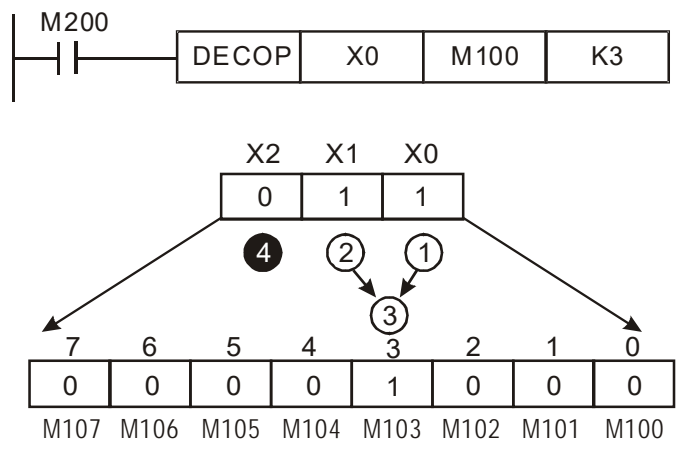 M200
DECOP X0 M100 K3
X2 X1 X0
0 1 1
4 2 1
3
7 6 5 4 3 2 1 0
0 0 0 0 1 0 0 0
M107 M106 M105 M104 M103 M102 M101 M100